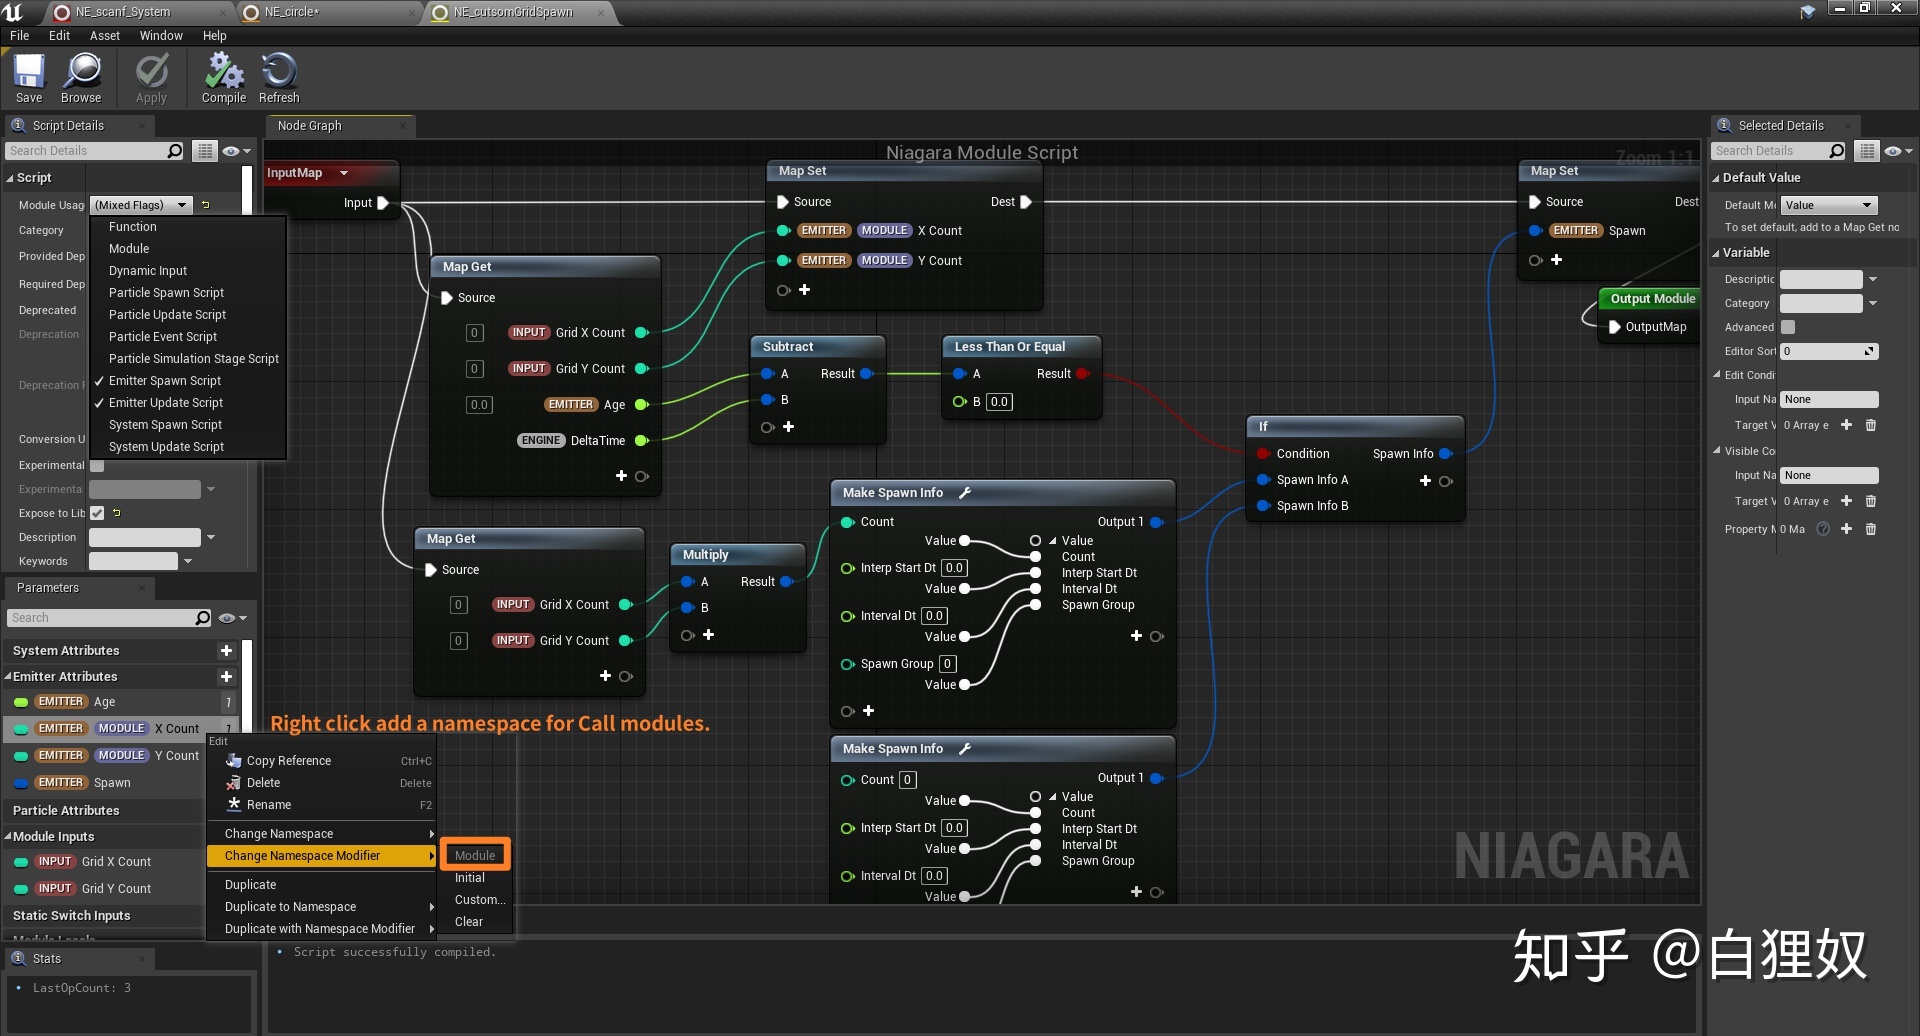 NE_scanf_System
NE_circle*
NE_cutsomGridSpawn
File Edit Asset Window Help
Save Browse Apply Compile Refresh
Script Details
Search Details
Script
Module Usag (Mixed Flags)
Category
Provided Dep
Required Dep
Deprecated
Deprecation
Deprecation
Conversion U
Experimental
Experimenta
Expose to Lib
Description
Keywords
Function
Module
Dynamic Input
Particle Spawn Script
Particle Update Script
Particle Event Script
Particle Simulation Stage Script
✓ Emitter Spawn Script
✓ Emitter Update Script
System Spawn Script
System Update Script
Parameters
Search
System Attributes
Emitter Attributes
EMITTER Age 1
EMITTER MODULE X Count 1
EMITTER MODULE Y Count
EMITTER Spawn
Particle Attributes
Module Inputs
INPUT Grid X Count
INPUT Grid Y Count
Static Switch Inputs
Module Locals
Edit
Copy Reference Ctrl+C
Delete Delete
Rename F2
Change Namespace
Change Namespace Modifier
Duplicate
Duplicate to Namespace
Duplicate with Namespace Modifier
Module
Initial
Custom...
Clear
Stats
• LastOpCount: 3
Node Graph
Niagara Module Script
Zoom 1:1
InputMap
Input
Map Get
Source
0 INPUT Grid X Count
0 INPUT Grid Y Count
0.0 EMITTER Age
ENGINE DeltaTime
Map Set
Source Dest
EMITTER MODULE X Count
EMITTER MODULE Y Count
Subtract
A Result
B
Less Than Or Equal
A Result
B 0.0
Map Get
Source
0 INPUT Grid X Count
0 INPUT Grid Y Count
Multiply
A Result
B
Make Spawn Info
Count Output 1
Value Value
Count
Interp Start Dt 0.0 Interp Start Dt
Value Interval Dt
Spawn Group
Interval Dt 0.0
Value
Spawn Group 0
Value
Make Spawn Info
Count 0 Output 1
Value Value
Count
Interp Start Dt 0.0 Interp Start Dt
Value Interval Dt
Spawn Group
Interval Dt 0.0
Value
If
Condition Spawn Info
Spawn Info A
Spawn Info B
Map Set
Source Dest
EMITTER Spawn
Output Module
OutputMap
Right click add a namespace for Call modules.
NIAGARA
• Script successfully compiled.
Selected Details
Search Details
Default Value
Default M Value
To set default, add to a Map Get no
Variable
Descriptic
Category
Advanced
Editor Sort 0
Edit Condi
Input Na None
Target V 0 Array e
Visible Co
Input Na None
Target V 0 Array e
Property M 0 Ma
知乎 @白狸奴